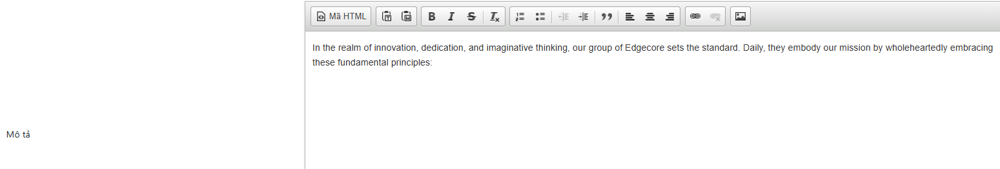 Mã HTML
In the realm of innovation, dedication, and imaginative thinking, our group of Edgecore sets the standard. Daily, they embody our mission by wholeheartedly embracing
these fundamental principles:
Mô tả